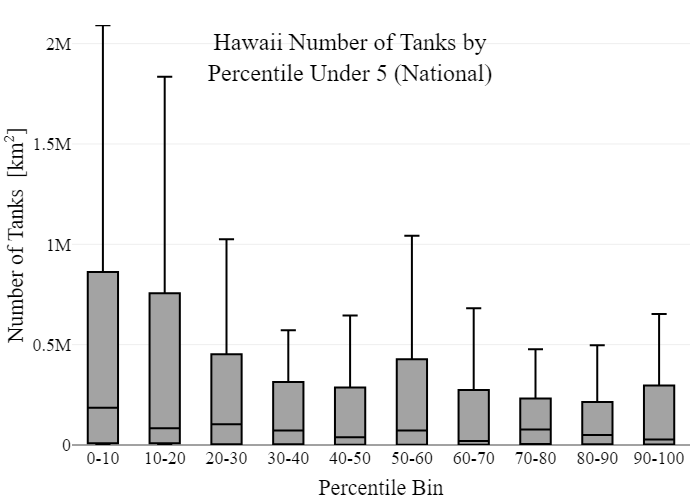 Hawaii Number of Tanks by
Percentile Under 5 (National)
Number of Tanks [km²]
2M
1.5M
1M
0.5M
0
0-10 10-20 20-30 30-40 40-50 50-60 60-70 70-80 80-90 90-100
Percentile Bin